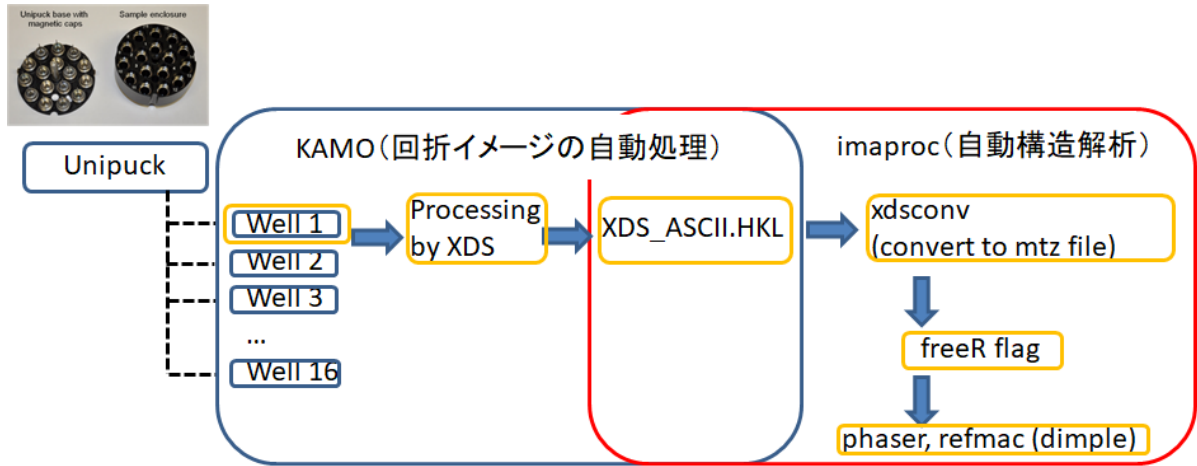 Unipuck base with
magnetic caps
Sample enclosure
Unipuck
KAMO(回折イメージの自動処理)
imaproc(自動構造解析)
Well 1
Well 2
Well 3
...
Well 16
Processing
by XDS
XDS_ASCII.HKL
xdsconv
(convert to mtz file)
freeR flag
phaser, refmac (dimple)